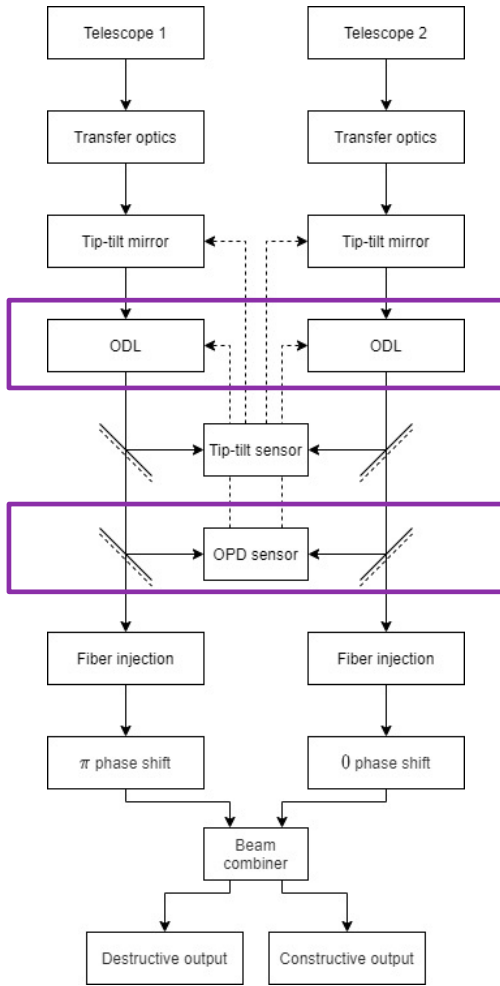 Telescope 1
Telescope 2
Transfer optics
Transfer optics
Tip-tilt mirror
Tip-tilt mirror
ODL
ODL
Tip-tilt sensor
OPD sensor
Fiber injection
Fiber injection
π phase shift
0 phase shift
Beam
combiner
Destructive output
Constructive output